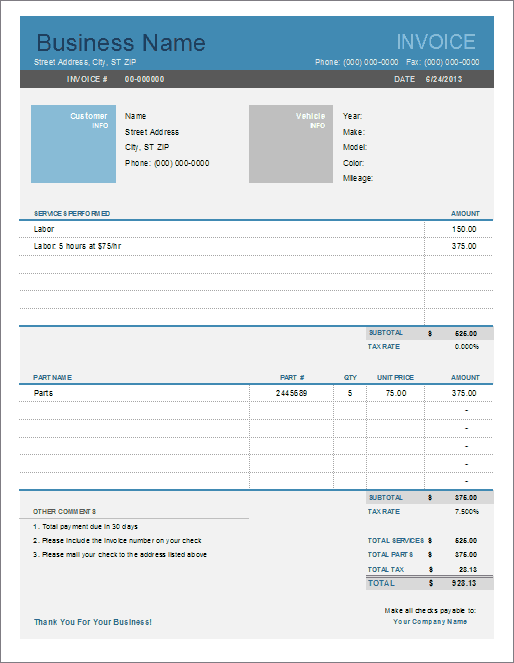 Business Name INVOICE
Street Address, City, ST ZIP Phone: (000) 000-0000 Fax: (000) 000-0000
INVOICE # 00-000000 DATE 6/24/2013
Customer Name Vehicle Year:
INFO Street Address INFO Make:
City, ST ZIP Model:
Phone: (000) 000-0000 Color:
Mileage:
SERVICES PERFORMED AMOUNT
Labor 150.00
Labor: 5 hours at $75/hr 375.00
SUBTOTAL $ 525.00
TAX RATE 0.000%
PART NAME PART # QTY UNIT PRICE AMOUNT
Parts 2445689 5 75.00 375.00
-
-
-
-
-
SUBTOTAL $ 375.00
OTHER COMMENTS TAX RATE 7.500%
1. Total payment due in 30 days
2. Please include the invoice number on your check TOTAL SERVICES $ 525.00
3. Please mail your check to the address listed above TOTAL PARTS $ 375.00
TOTAL TAX $ 28.13
TOTAL $ 928.13
Make all checks payable to:
Thank You For Your Business! Your Company Name